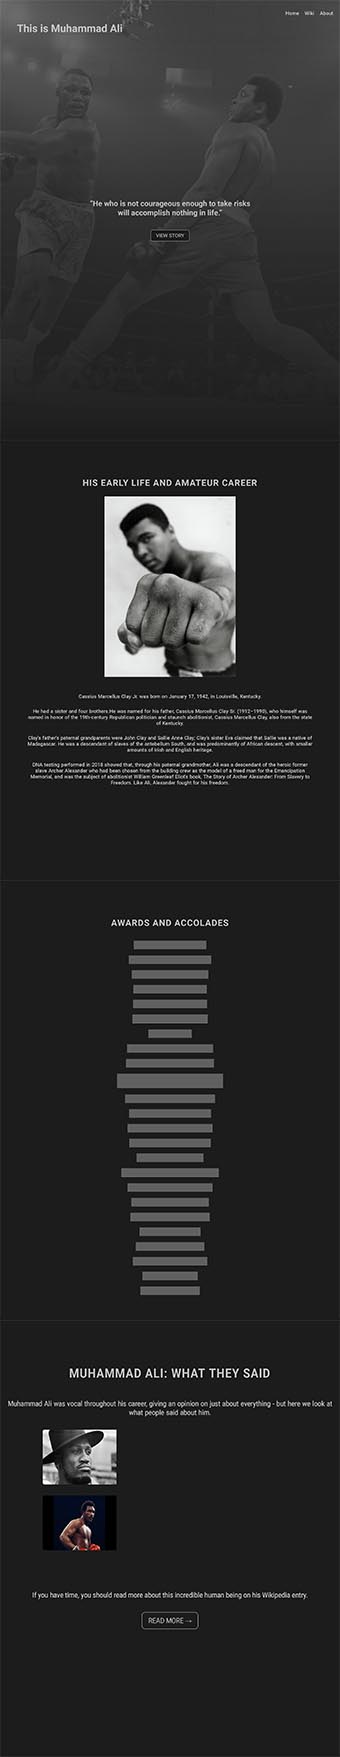 Home Wiki About
This is Muhammad Ali
"He who is not courageous enough to take risks
will accomplish nothing in life."
VIEW STORY
HIS EARLY LIFE AND AMATEUR CAREER
Cassius Marcellus Clay Jr. was born on January 17, 1942, in Louisville, Kentucky.
He had a sister and four brothers.He was named for his father, Cassius Marcellus Clay Sr. (1912–1990), who himself was
named in honor of the 19th-century Republican politician and staunch abolitionist, Cassius Marcellus Clay, also from the state
of Kentucky.
Clay's father's paternal grandparents were John Clay and Sallie Anne Clay; Clay's sister Eva claimed that Sallie was a native of
Madagascar. He was a descendant of slaves of the antebellum South, and was predominantly of African descent, with smaller
amounts of Irish and English heritage.
DNA testing performed in 2018 showed that, through his paternal grandmother, Ali was a descendant of the heroic former
slave Archer Alexander who had been chosen from the building crew as the model of a freed man for the Emancipation
Memorial, and was the subject of abolitionist William Greenleaf Eliot's book, The Story of Archer Alexander: From Slavery to
Freedom. Like Ali, Alexander fought for his freedom.
AWARDS AND ACCOLADES
MUHAMMAD ALI: WHAT THEY SAID
Muhammad Ali was vocal throughout his career, giving an opinion on just about everything - but here we look at
what people said about him.
If you have time, you should read more about this incredible human being on his Wikipedia entry.
READ MORE →